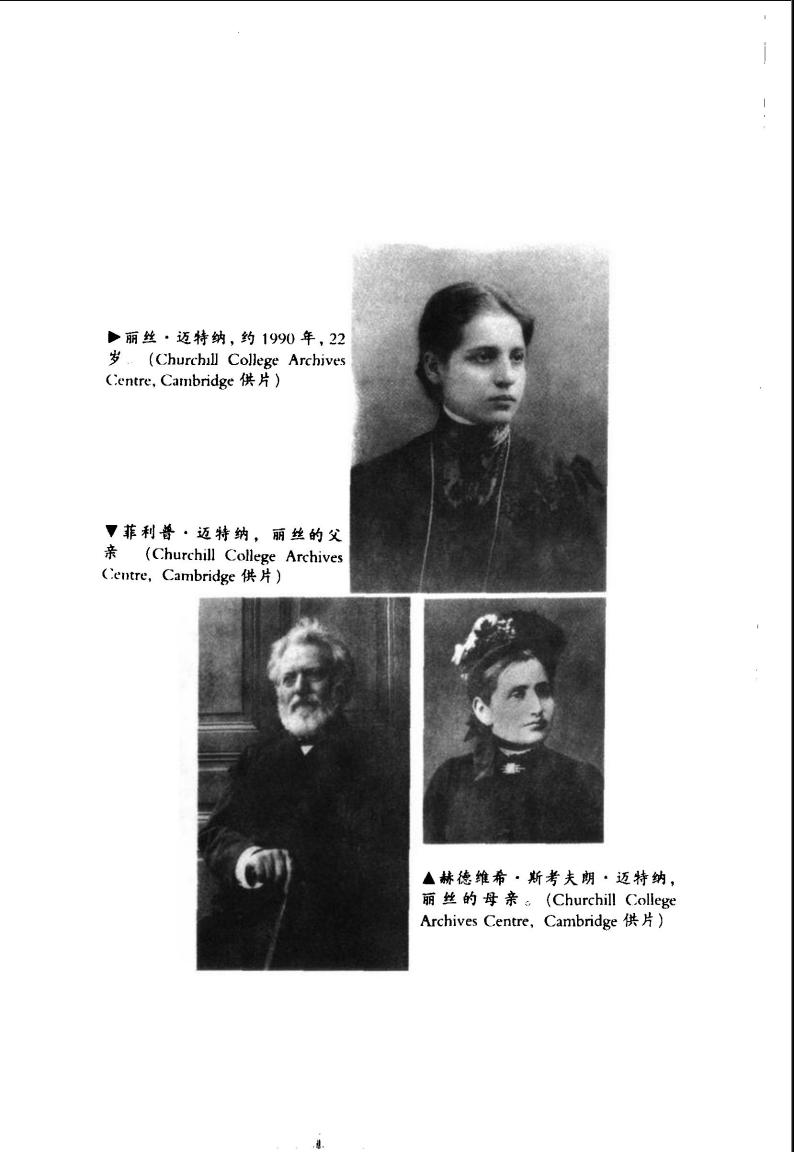 ▶丽丝·迈特纳，约 1990 年，22
岁。(Churchill College Archives
Centre, Cambridge 供片)
▼菲利普·迈特纳，丽丝的父
亲 (Churchill College Archives
Centre, Cambridge 供片)
▲赫德维希·斯考夫朗·迈特纳，
丽丝的母亲。(Churchill College
Archives Centre, Cambridge 供片)